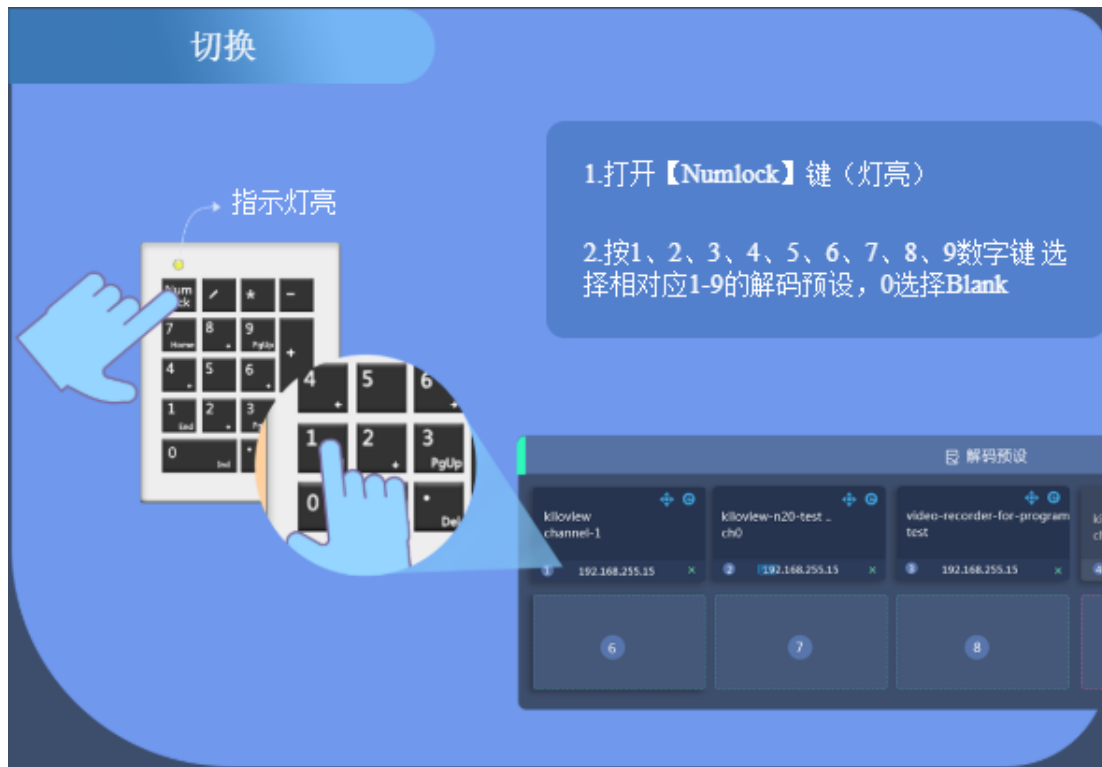 切换
指示灯亮
1.打开【Numlock】键（灯亮）
2.按1、2、3、4、5、6、7、8、9数字键 选
择相对应1-9的解码预设，0选择Blank
Num
Lock
/
*
-
7
Home
8
9
PgUp
+
4
5
6
1
End
2
3
0
Ind
4
5
6
1
2
3
PgUp
0
Del
解码预设
kiloview
channel-1
1
192.168.255.15
×
kiloview-n20-test _
ch0
2
192.168.255.15
×
video-recorder-for-program
test
3
192.168.255.15
×
4
6
7
8